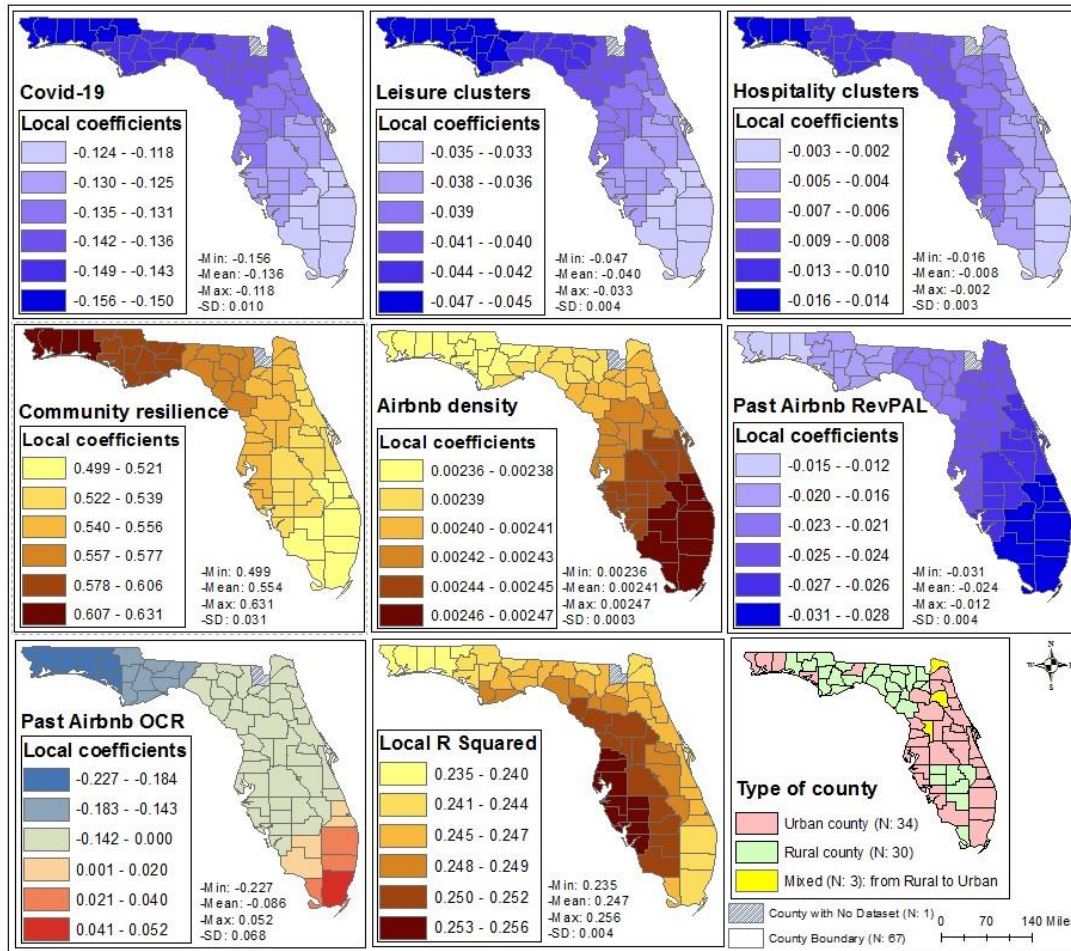 Covid-19
Local coefficients
-0.124 - -0.118
-0.130 - -0.125
-0.135 - -0.131
-0.142 - -0.136
-0.149 - -0.143
-0.156 - -0.150
-Min: -0.156
-Mean: -0.136
-Max: -0.118
-SD: 0.010
Leisure clusters
Local coefficients
-0.035 - -0.033
-0.038 - -0.036
-0.039
-0.041 - -0.040
-0.044 - -0.042
-0.047 - -0.045
-Min: -0.047
-Mean: -0.040
-Max: -0.033
-SD: 0.004
Hospitality clusters
Local coefficients
-0.003 - -0.002
-0.005 - -0.004
-0.007 - -0.006
-0.009 - -0.008
-0.013 - -0.010
-0.016 - -0.014
-Min: -0.016
-Mean: -0.008
-Max: -0.002
-SD: 0.003
Community resilience
Local coefficients
0.499 - 0.521
0.522 - 0.539
0.540 - 0.556
0.557 - 0.577
0.578 - 0.606
0.607 - 0.631
-Min: 0.499
-Mean: 0.554
-Max: 0.631
-SD: 0.031
Airbnb density
Local coefficients
0.00236 - 0.00238
0.00239
0.00240 - 0.00241
0.00242 - 0.00243
0.00244 - 0.00245
0.00246 - 0.00247
-Min: 0.00236
-Mean: 0.00241
-Max: 0.00247
-SD: 0.0003
Past Airbnb RevPAL
Local coefficients
-0.015 - -0.012
-0.020 - -0.016
-0.023 - -0.021
-0.025 - -0.024
-0.027 - -0.026
-0.031 - -0.028
-Min: -0.031
-Mean: -0.024
-Max: -0.012
-SD: 0.004
Past Airbnb OCR
Local coefficients
-0.227 - -0.184
-0.183 - -0.143
-0.142 - 0.000
0.001 - 0.020
0.021 - 0.040
0.041 - 0.052
-Min: -0.227
-Mean: -0.086
-Max: 0.052
-SD: 0.068
Local R Squared
0.235 - 0.240
0.241 - 0.244
0.245 - 0.247
0.248 - 0.249
0.250 - 0.252
0.253 - 0.256
-Min: 0.235
-Mean: 0.247
-Max: 0.256
-SD: 0.004
N
W E
S
Type of county
Urban county (N: 34)
Rural county (N: 30)
Mixed (N: 3): from Rural to Urban
County with No Dataset (N: 1)
County Boundary (N: 67)
0 70 140 Miles